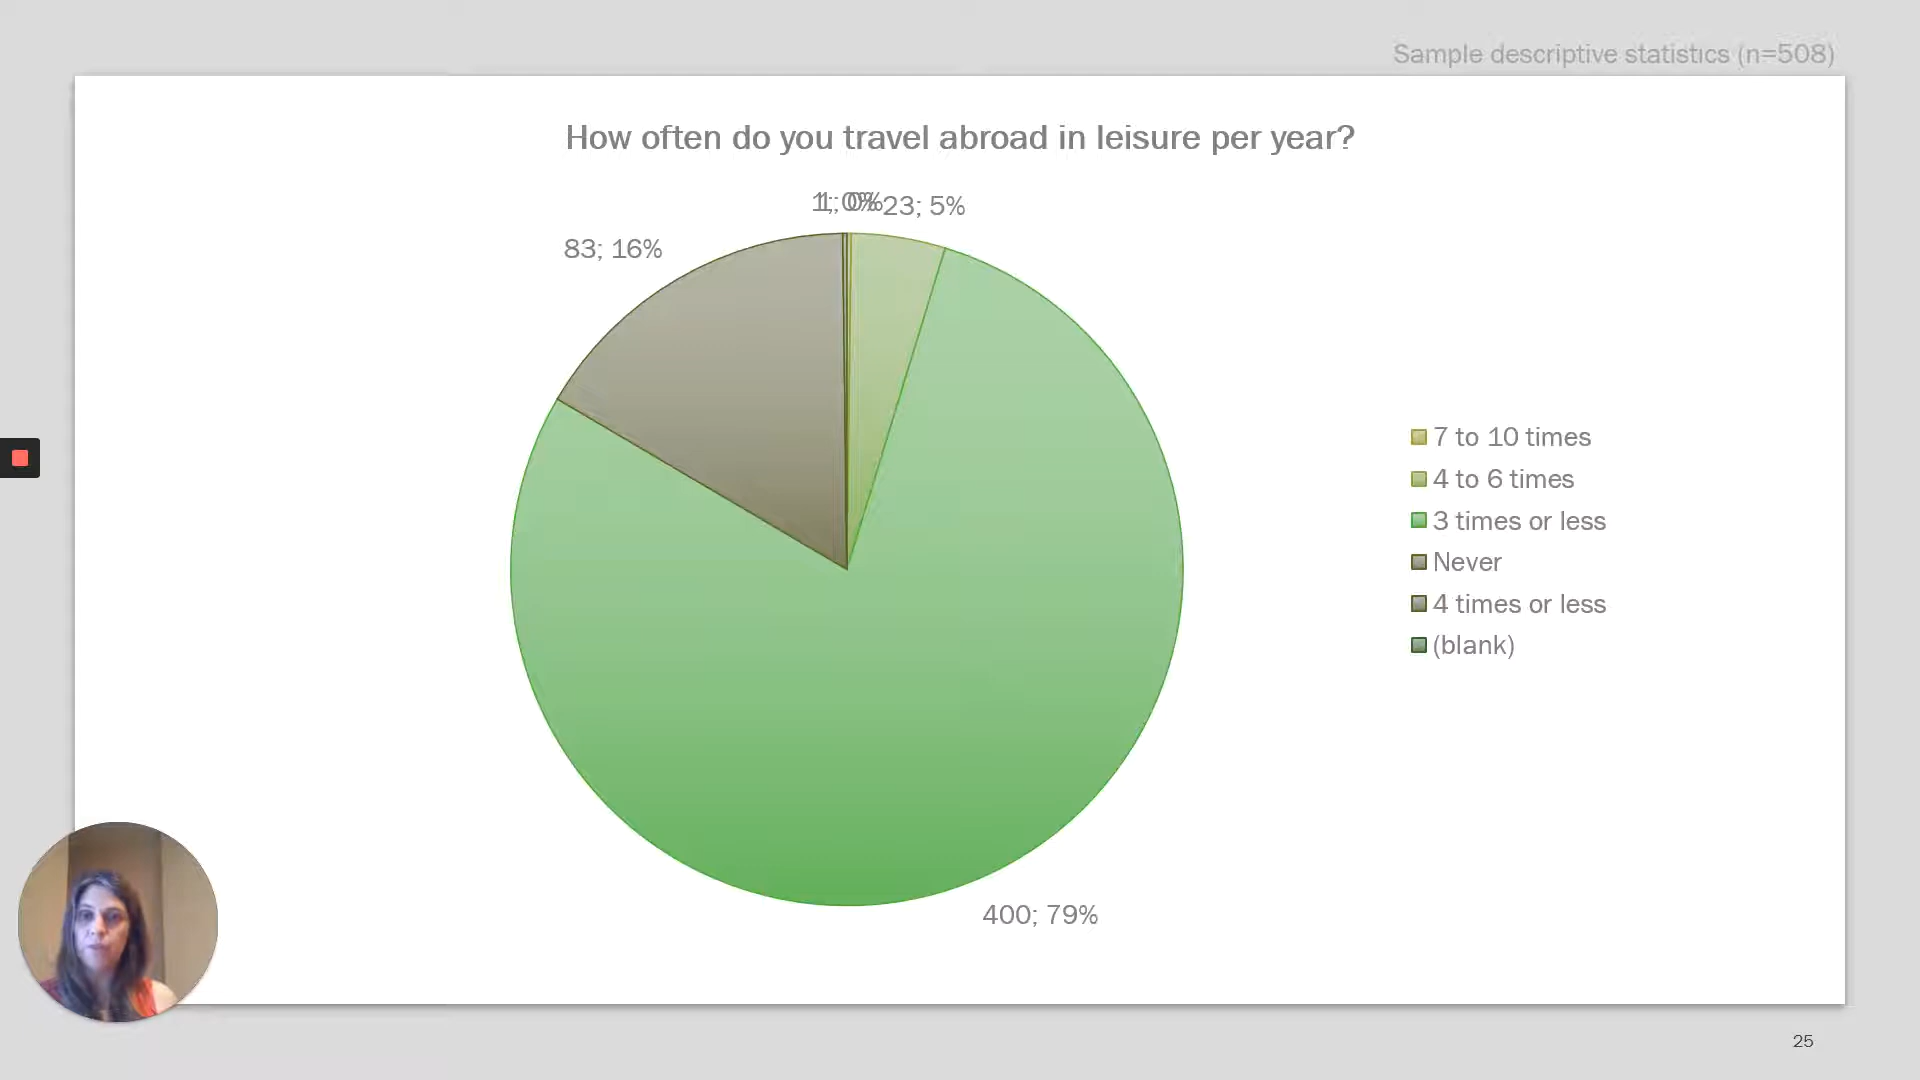 Sample descriptive statistics (n=508)
How often do you travel abroad in leisure per year?
23; 5%
83; 16%
7 to 10 times
4 to 6 times
3 times or less
Never
4 times or less
(blank)
400; 79%
25